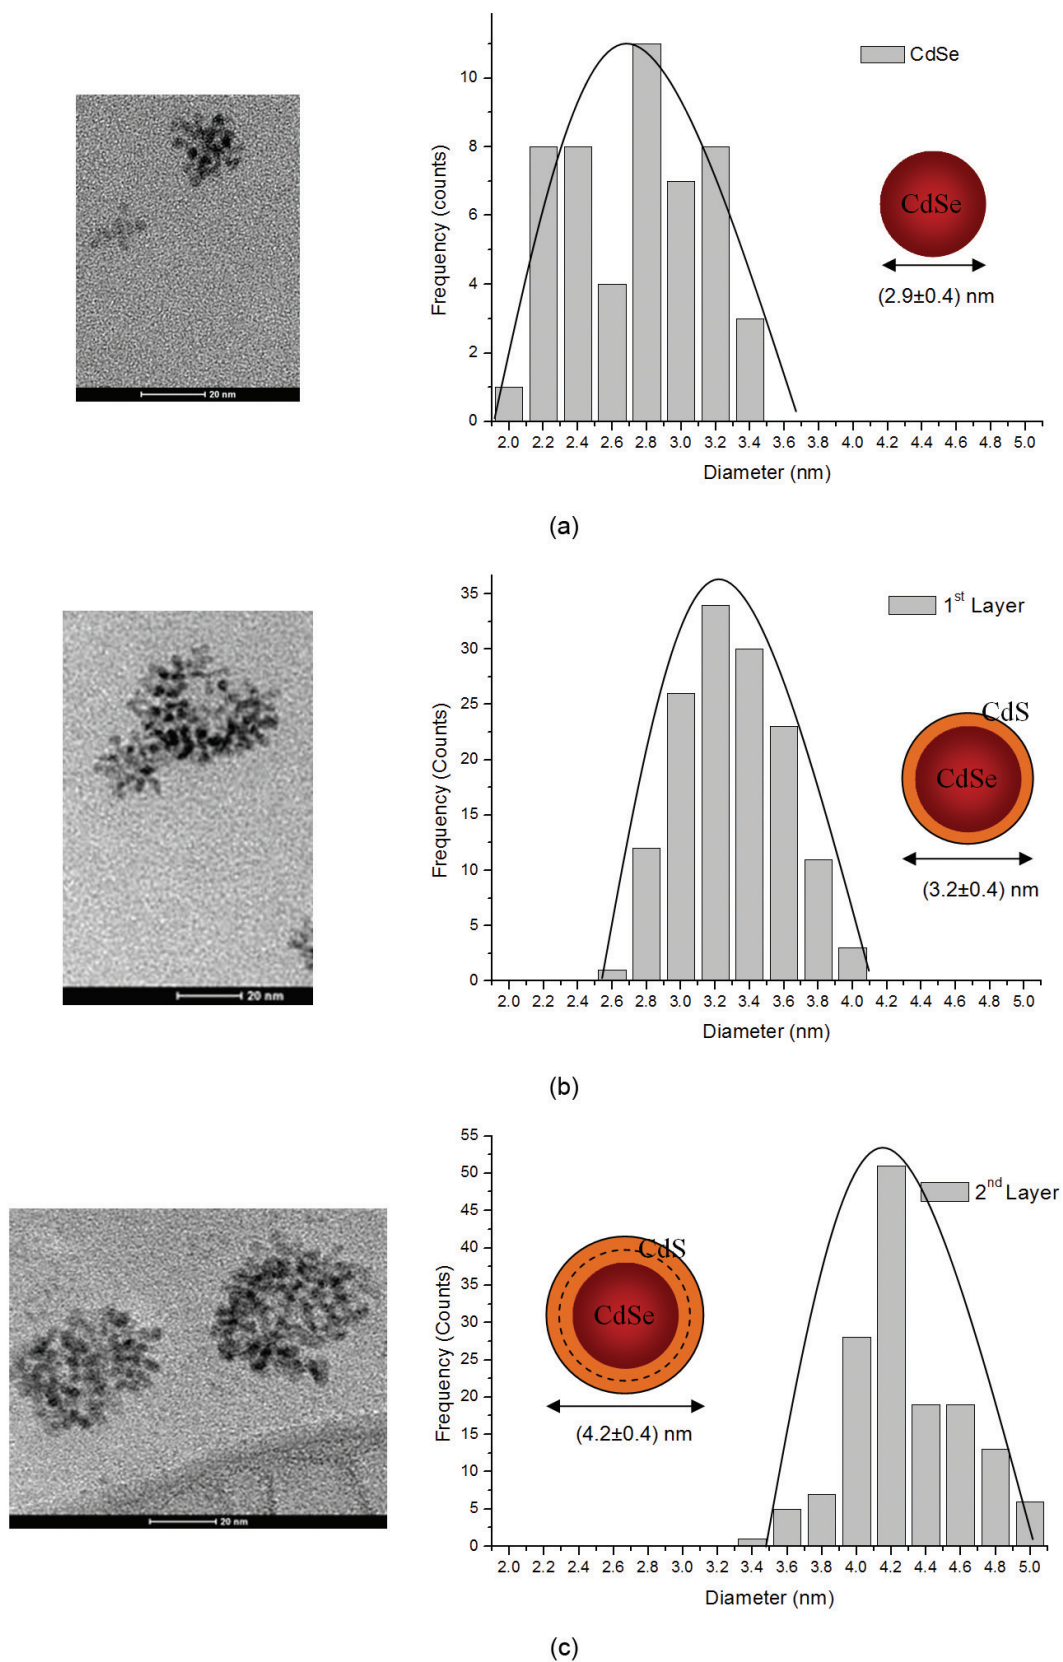 10
8
6
4
2
0
Frequency (counts)
CdSe
CdSe
(2.9±0.4) nm
20 nm
2.0 2.2 2.4 2.6 2.8 3.0 3.2 3.4 3.6 3.8 4.0 4.2 4.4 4.6 4.8 5.0
Diameter (nm)
(a)
35
30
25
20
15
10
5
0
Frequency (Counts)
1st Layer
CdS
CdSe
(3.2±0.4) nm
20 nm
2.0 2.2 2.4 2.6 2.8 3.0 3.2 3.4 3.6 3.8 4.0 4.2 4.4 4.6 4.8 5.0
Diameter (nm)
(b)
55
50
45
40
35
30
25
20
15
10
5
0
Frequency (Counts)
2nd Layer
CdS
CdSe
(4.2±0.4) nm
20 nm
2.0 2.2 2.4 2.6 2.8 3.0 3.2 3.4 3.6 3.8 4.0 4.2 4.4 4.6 4.8 5.0
Diameter (nm)
(c)